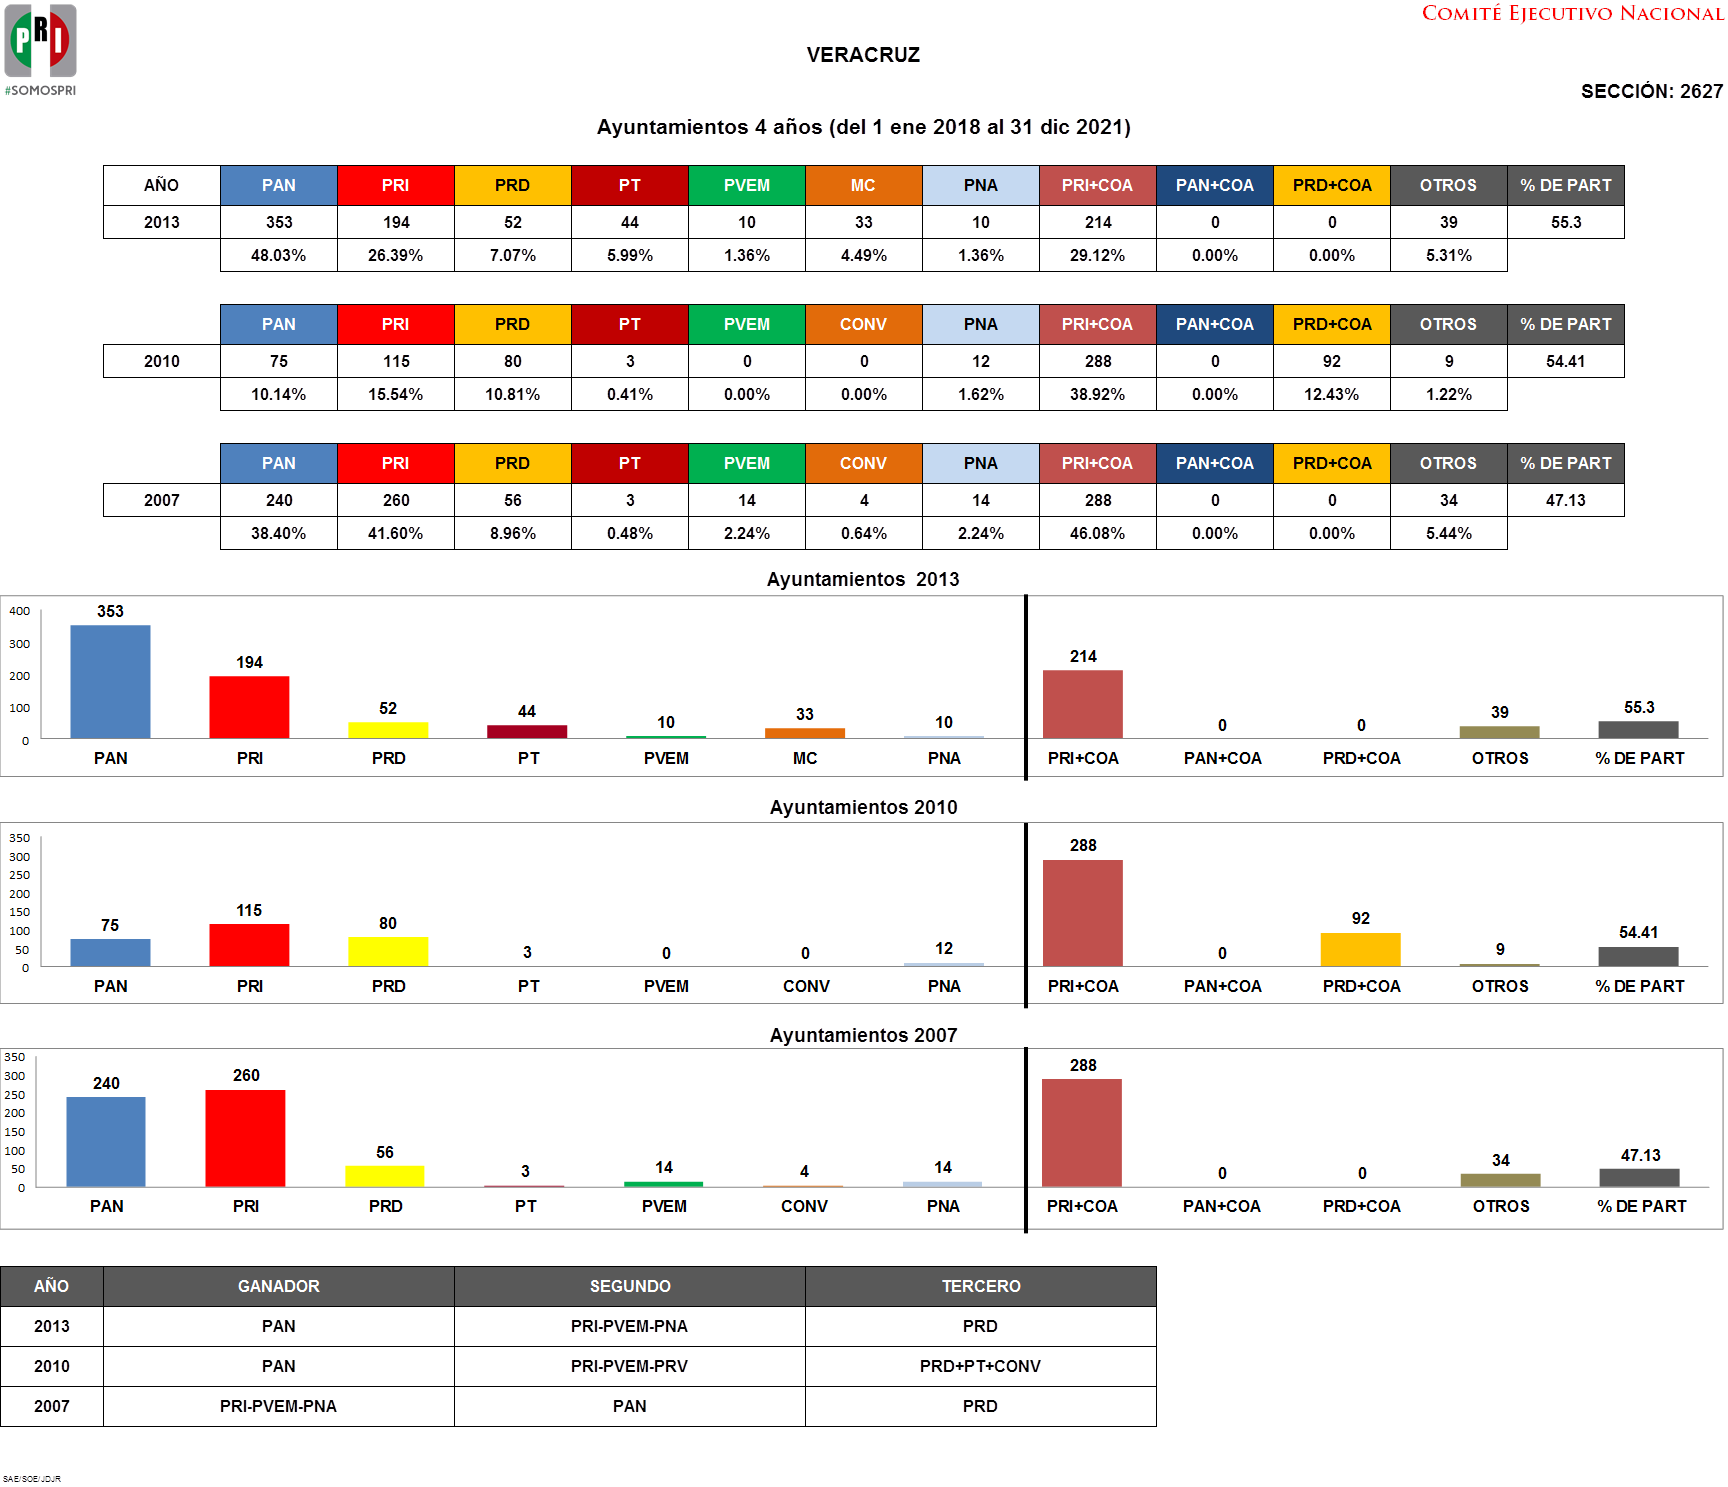 COMITÉ EJECUTIVO NACIONAL
PRI
#SOMOSPRI
VERACRUZ
SECCIÓN: 2627
Ayuntamientos 4 años (del 1 ene 2018 al 31 dic 2021)
AÑO PAN PRI PRD PT PVEM MC PNA PRI+COA PAN+COA PRD+COA OTROS % DE PART
2013 353 194 52 44 10 33 10 214 0 0 39 55.3
48.03% 26.39% 7.07% 5.99% 1.36% 4.49% 1.36% 29.12% 0.00% 0.00% 5.31%
PAN PRI PRD PT PVEM CONV PNA PRI+COA PAN+COA PRD+COA OTROS % DE PART
2010 75 115 80 3 0 0 12 288 0 92 9 54.41
10.14% 15.54% 10.81% 0.41% 0.00% 0.00% 1.62% 38.92% 0.00% 12.43% 1.22%
PAN PRI PRD PT PVEM CONV PNA PRI+COA PAN+COA PRD+COA OTROS % DE PART
2007 240 260 56 3 14 4 14 288 0 0 34 47.13
38.40% 41.60% 8.96% 0.48% 2.24% 0.64% 2.24% 46.08% 0.00% 0.00% 5.44%
Ayuntamientos 2013
400
300
200
100
0
353 194 52 44 10 33 10 214 0 0 39 55.3
PAN PRI PRD PT PVEM MC PNA PRI+COA PAN+COA PRD+COA OTROS % DE PART
Ayuntamientos 2010
350
300
250
200
150
100
50
0
75 115 80 3 0 0 12 288 0 92 9 54.41
PAN PRI PRD PT PVEM CONV PNA PRI+COA PAN+COA PRD+COA OTROS % DE PART
Ayuntamientos 2007
350
300
250
200
150
100
50
0
240 260 56 3 14 4 14 288 0 0 34 47.13
PAN PRI PRD PT PVEM CONV PNA PRI+COA PAN+COA PRD+COA OTROS % DE PART
AÑO GANADOR SEGUNDO TERCERO
2013 PAN PRI-PVEM-PNA PRD
2010 PAN PRI-PVEM-PRV PRD+PT+CONV
2007 PRI-PVEM-PNA PAN PRD
SAE/SOE/JDJR